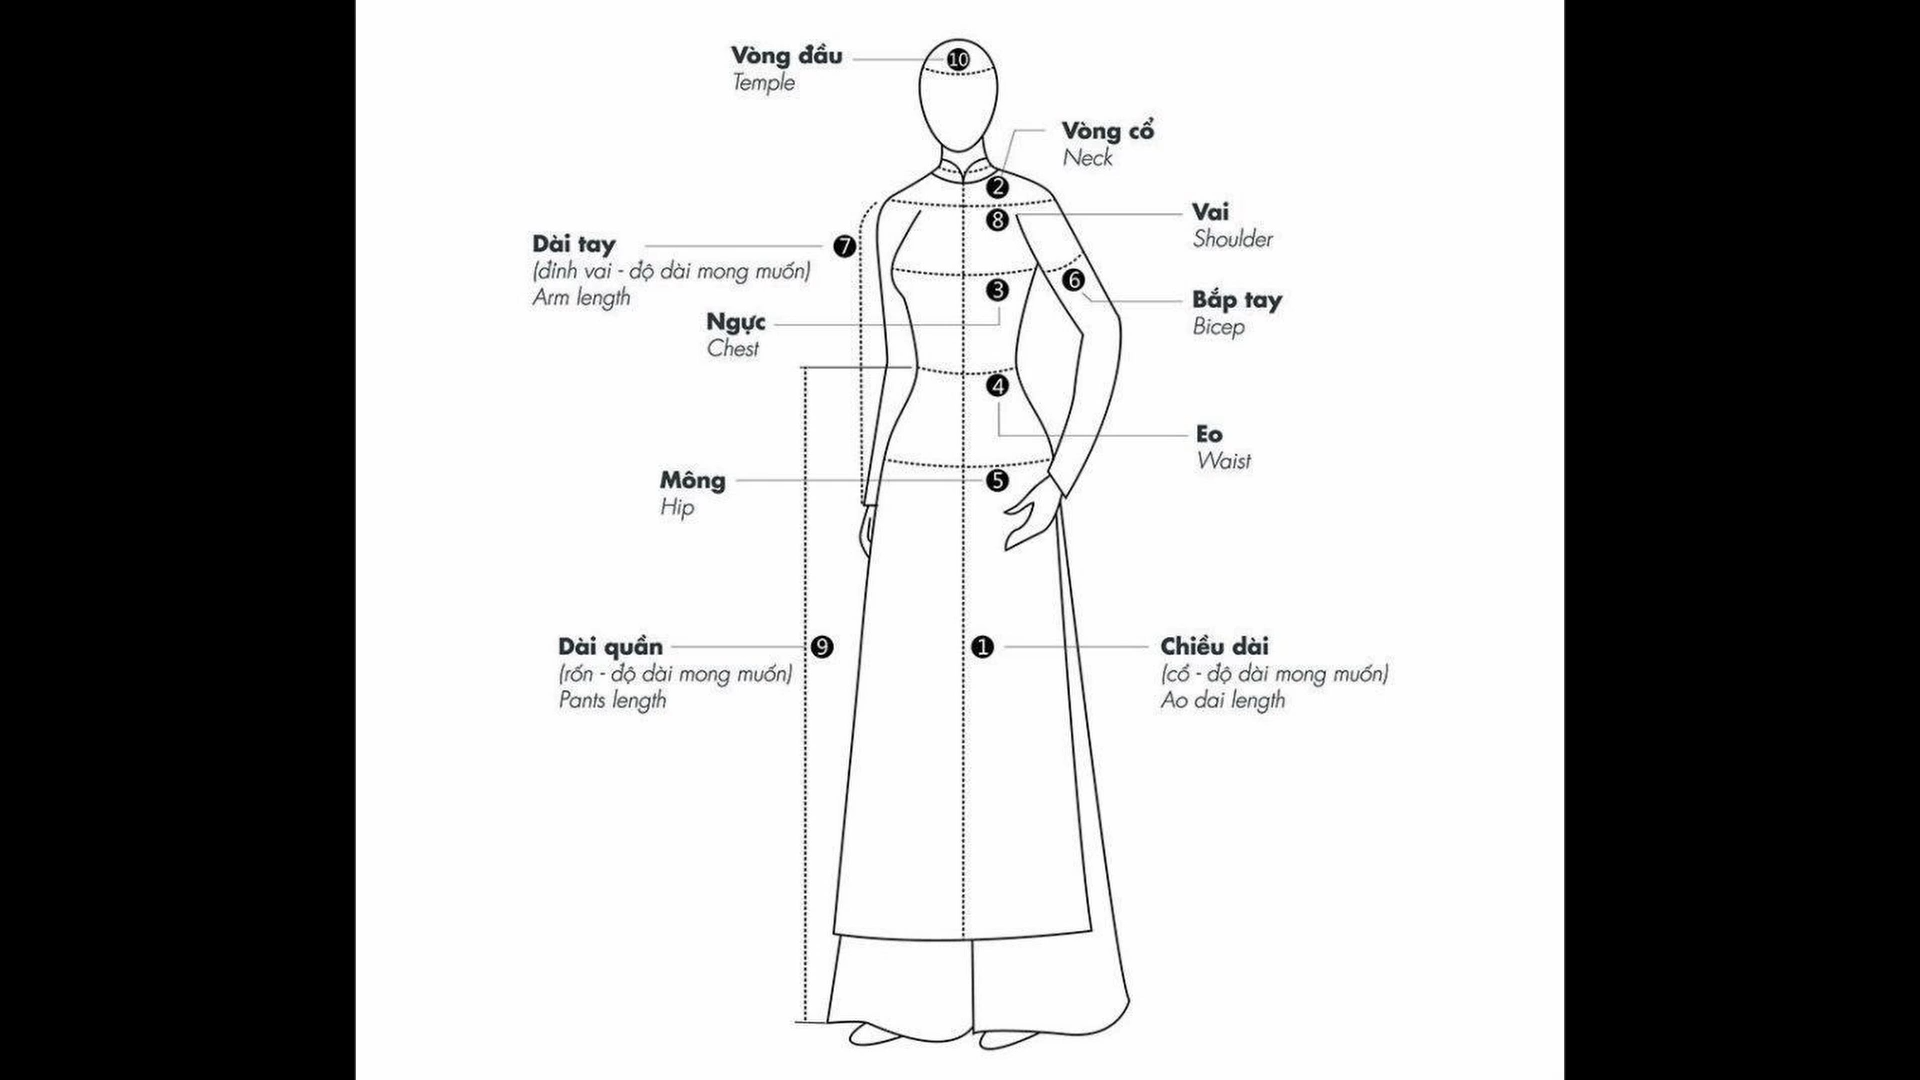 Vòng đầu
Temple
10
Vòng cổ
Neck
2
Vai
Shoulder
8
Dài tay
(đỉnh vai - độ dài mong muốn)
Arm length
7
Bắp tay
Bicep
6
3
Ngực
Chest
4
Eo
Waist
Mông
Hip
5
Dài quần
(rốn - độ dài mong muốn)
Pants length
9
1
Chiều dài
(cổ - độ dài mong muốn)
Ao dai length